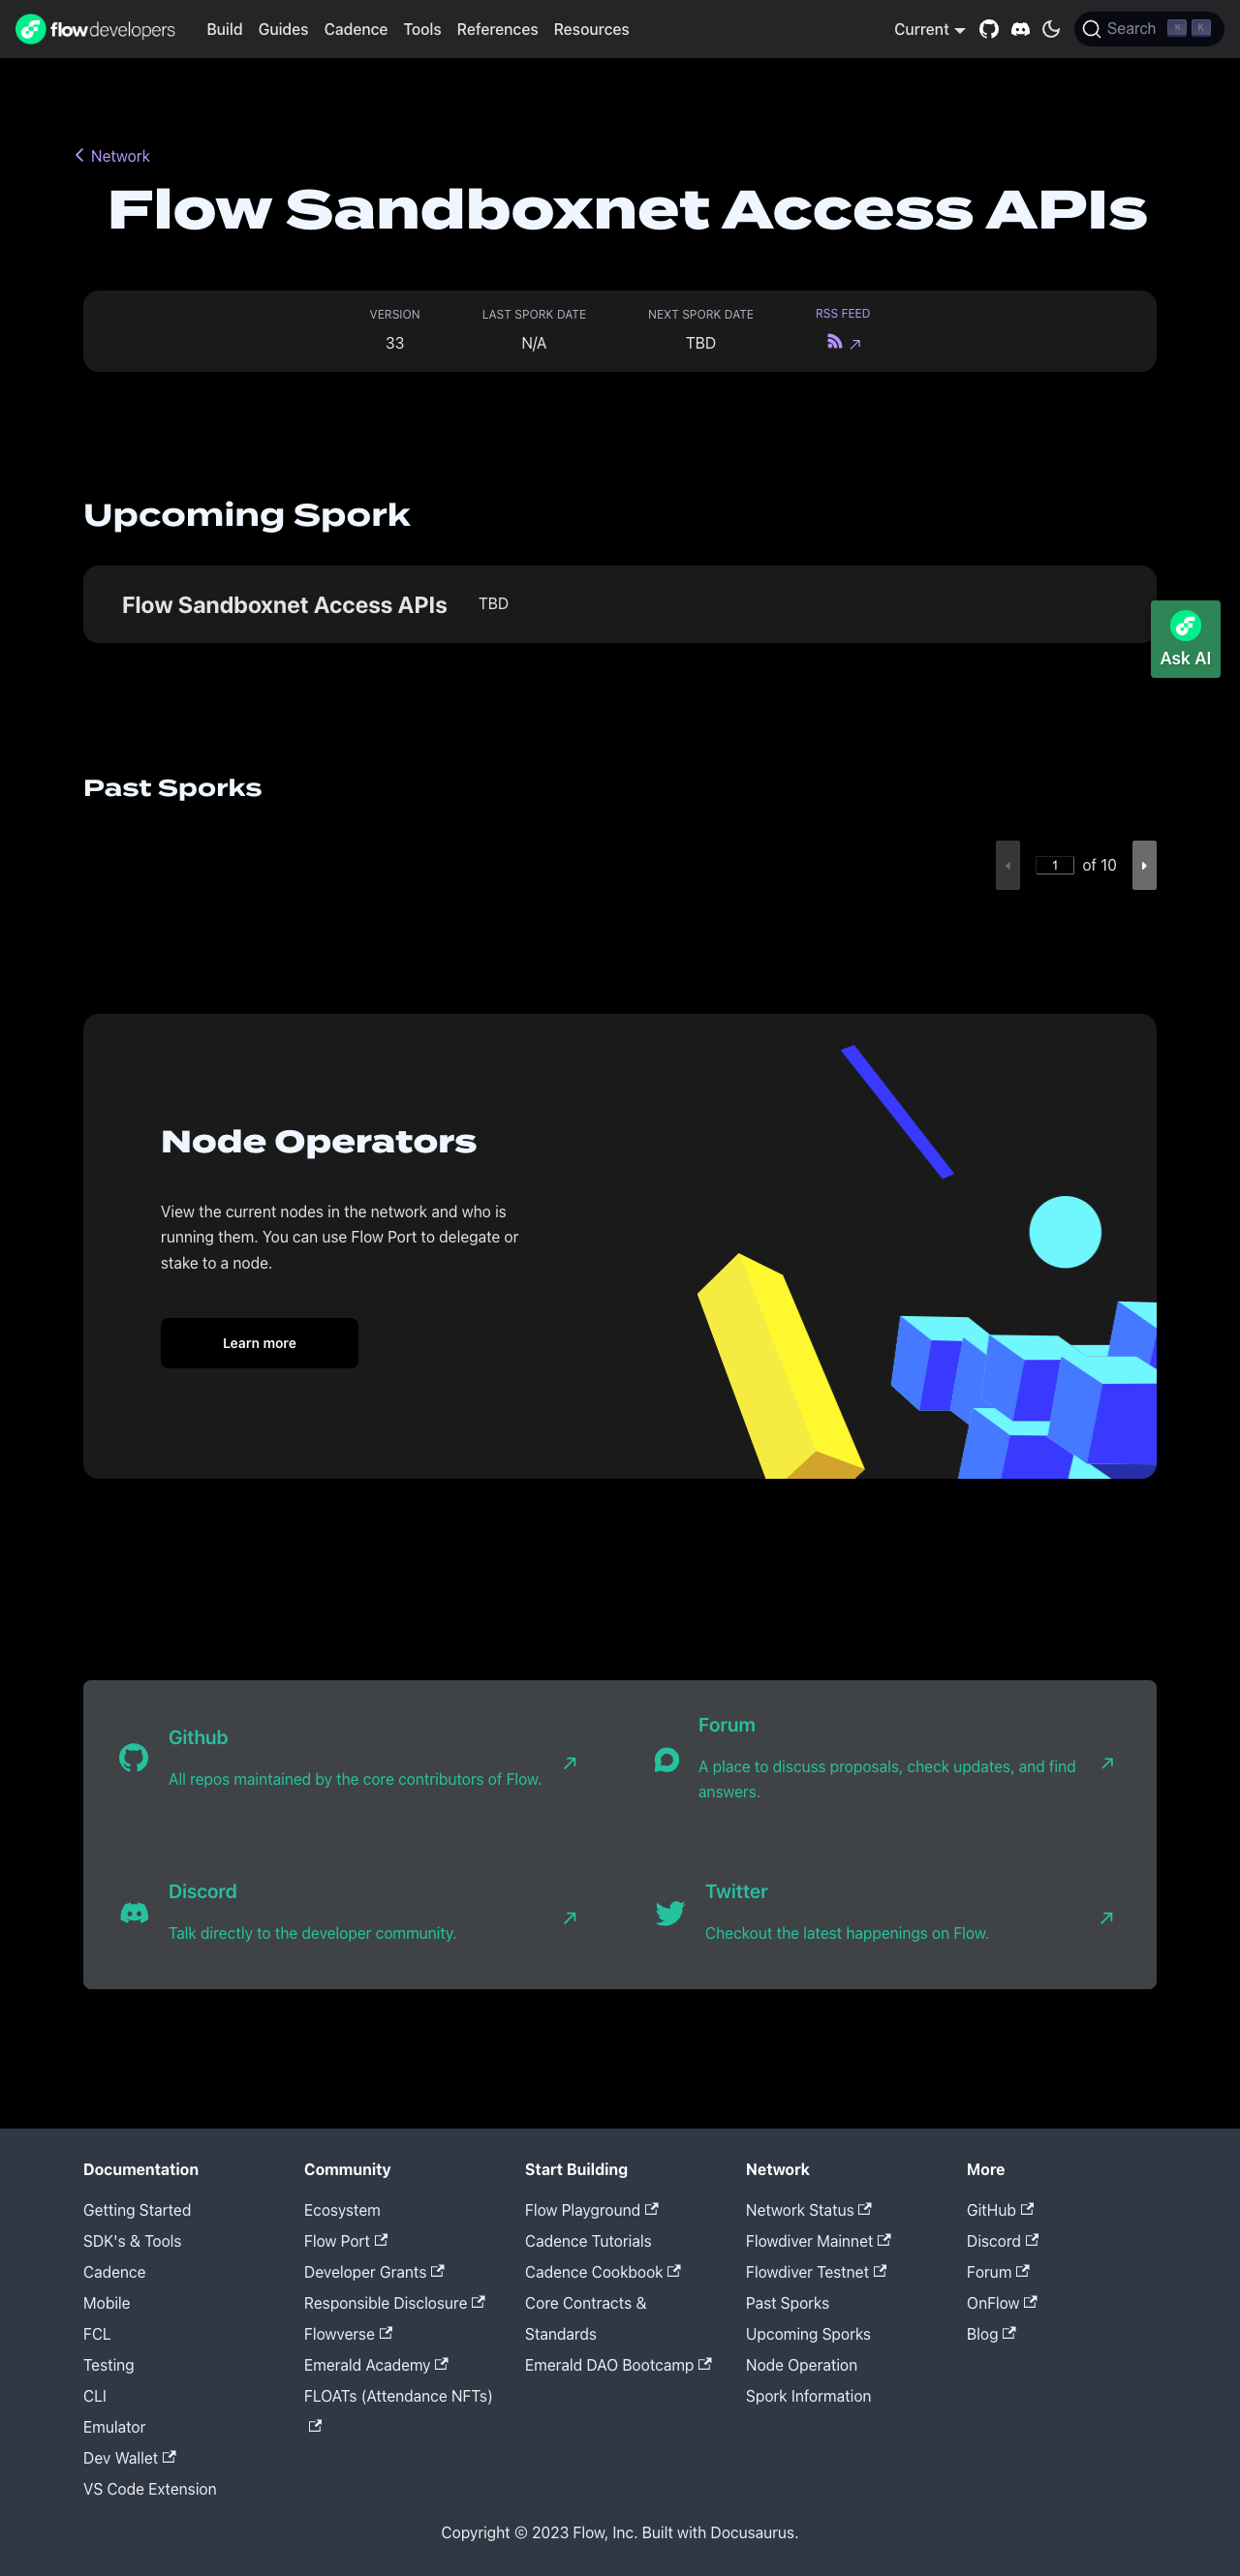 flowdevelopers Build Guides Cadence Tools References Resources Current Search ⌘ K
Network
Flow Sandboxnet Access APIs
VERSION LAST SPORK DATE NEXT SPORK DATE RSS FEED
33 N/A TBD
Upcoming Spork
Flow Sandboxnet Access APIs TBD
Ask AI
Past Sporks
1 of 10
Node Operators
View the current nodes in the network and who is
running them. You can use Flow Port to delegate or
stake to a node.
Learn more
Github
All repos maintained by the core contributors of Flow.
Forum
A place to discuss proposals, check updates, and find
answers.
Discord
Talk directly to the developer community.
Twitter
Checkout the latest happenings on Flow.
Documentation
Getting Started
SDK's & Tools
Cadence
Mobile
FCL
Testing
CLI
Emulator
Dev Wallet
VS Code Extension
Community
Ecosystem
Flow Port
Developer Grants
Responsible Disclosure
Flowverse
Emerald Academy
FLOATs (Attendance NFTs)
Start Building
Flow Playground
Cadence Tutorials
Cadence Cookbook
Core Contracts &
Standards
Emerald DAO Bootcamp
Network
Network Status
Flowdiver Mainnet
Flowdiver Testnet
Past Sporks
Upcoming Sporks
Node Operation
Spork Information
More
GitHub
Discord
Forum
OnFlow
Blog
Copyright © 2023 Flow, Inc. Built with Docusaurus.